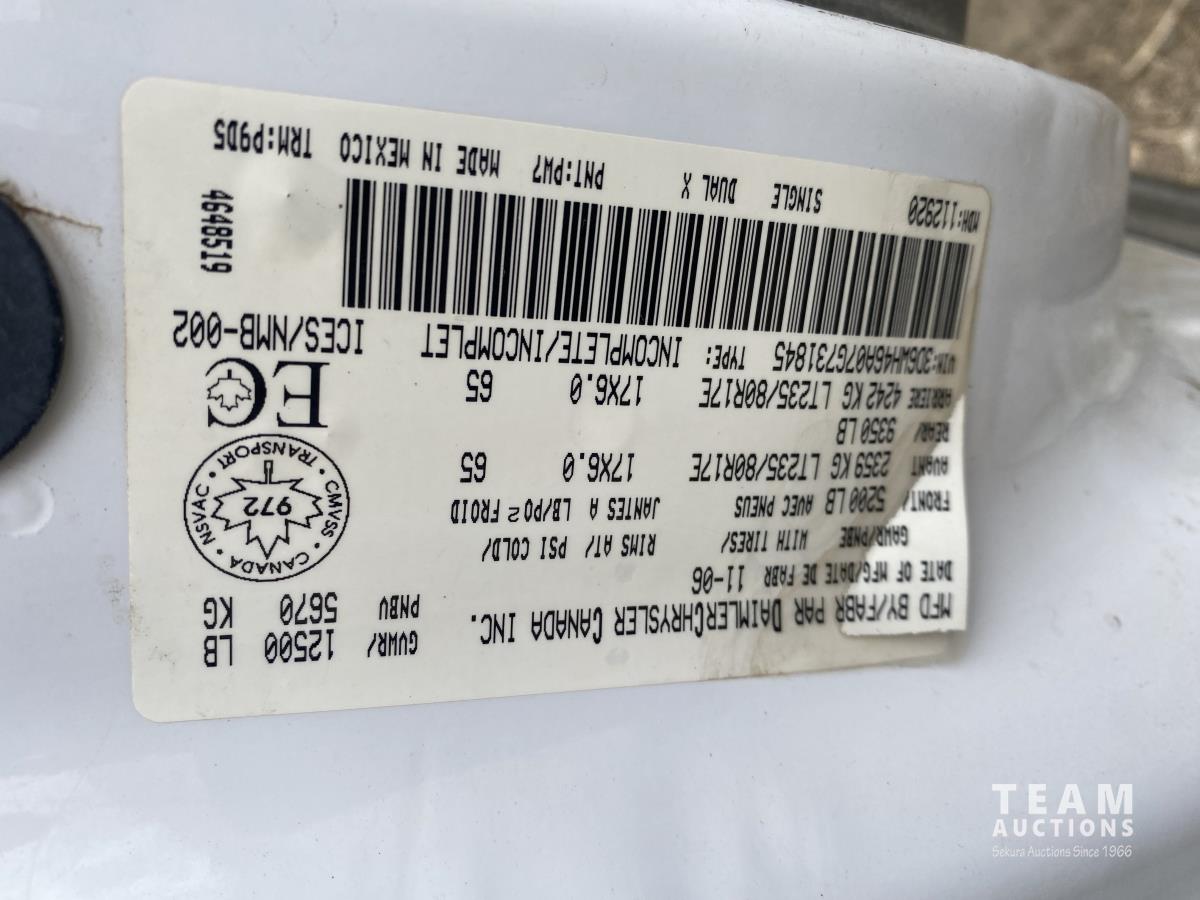 MFD BY/FABR PAR DAIMLERCHRYSLER CANADA INC.
GVWR/ PNBV 12500 LB 5670 KG
DATE OF MFG/DATE DE FABR 11-06
GAWR/PNBE WITH TIRES/ RIMS AT/ PSI COLD/
FRONT/ 5200 LB AVEC PNEUS JANTES A LB/PO² FROID
AVANT 2359 KG LT235/80R17E 17X6.0 65
REAR/ 9350 LB
ARRIERE 4242 KG LT235/80R17E 17X6.0 65
CMVSS • NSVAC • CANADA • TRANSPORT •
972
EC
VIN: 3D6WH46A07G731845 TYPE: INCOMPLETE/INCOMPLET ICES/NMB-002
4648519
MDH:112920 SINGLE DUAL X PNT:PW7 MADE IN MEXICO TRM:P9D5
TEAM
AUCTIONS
Sekura Auctions Since 1966